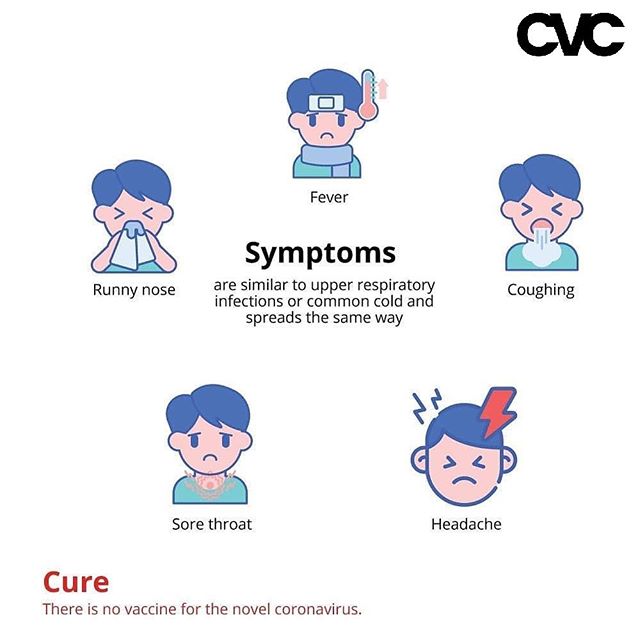 CVC
Fever
Runny nose
Symptoms
are similar to upper respiratory
infections or common cold and
spreads the same way
Coughing
Sore throat
Headache
Cure
There is no vaccine for the novel coronavirus.